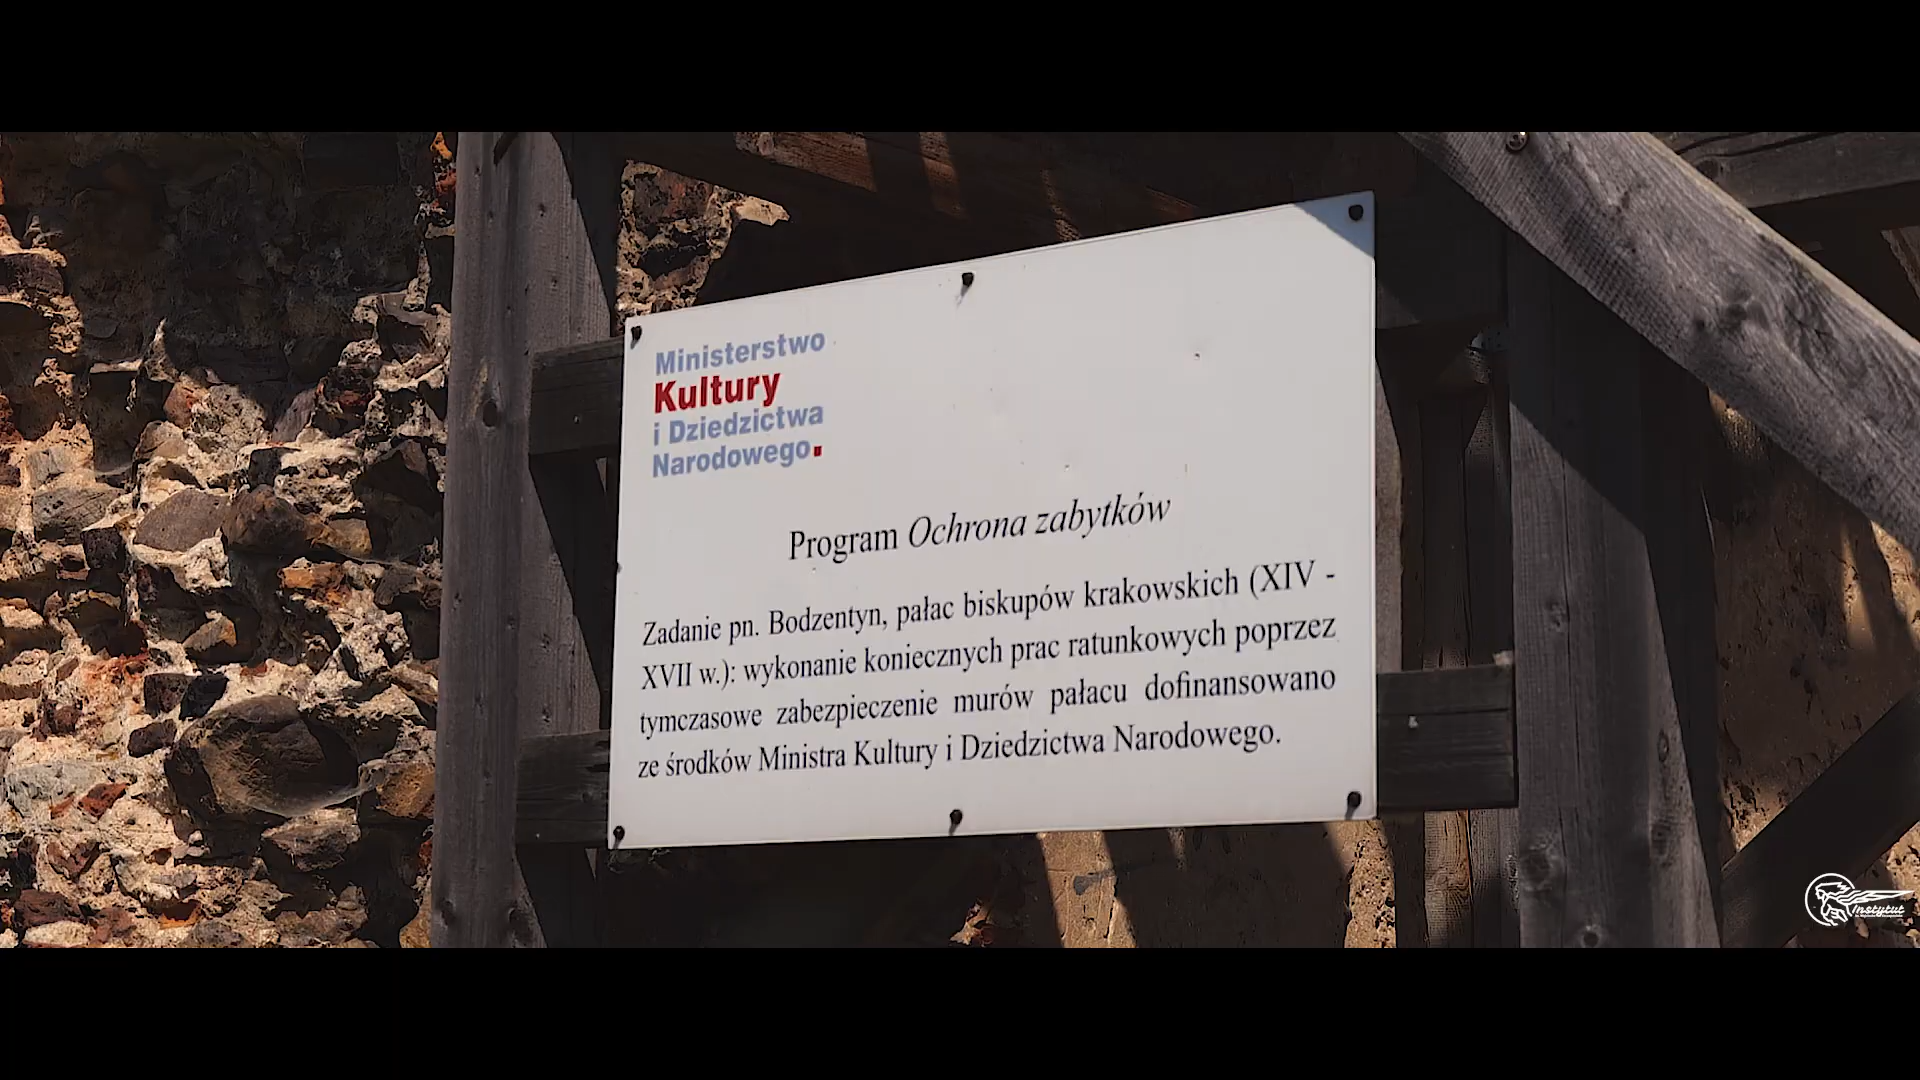 Ministerstwo
Kultury
i Dziedzictwa
Narodowego.
Program Ochrona zabytków
Zadanie pn. Bodzentyn, pałac biskupów krakowskich (XIV -
XVII w.): wykonanie koniecznych prac ratunkowych poprzez
tymczasowe zabezpieczenie murów pałacu dofinansowano
ze środków Ministra Kultury i Dziedzictwa Narodowego.
Instytut